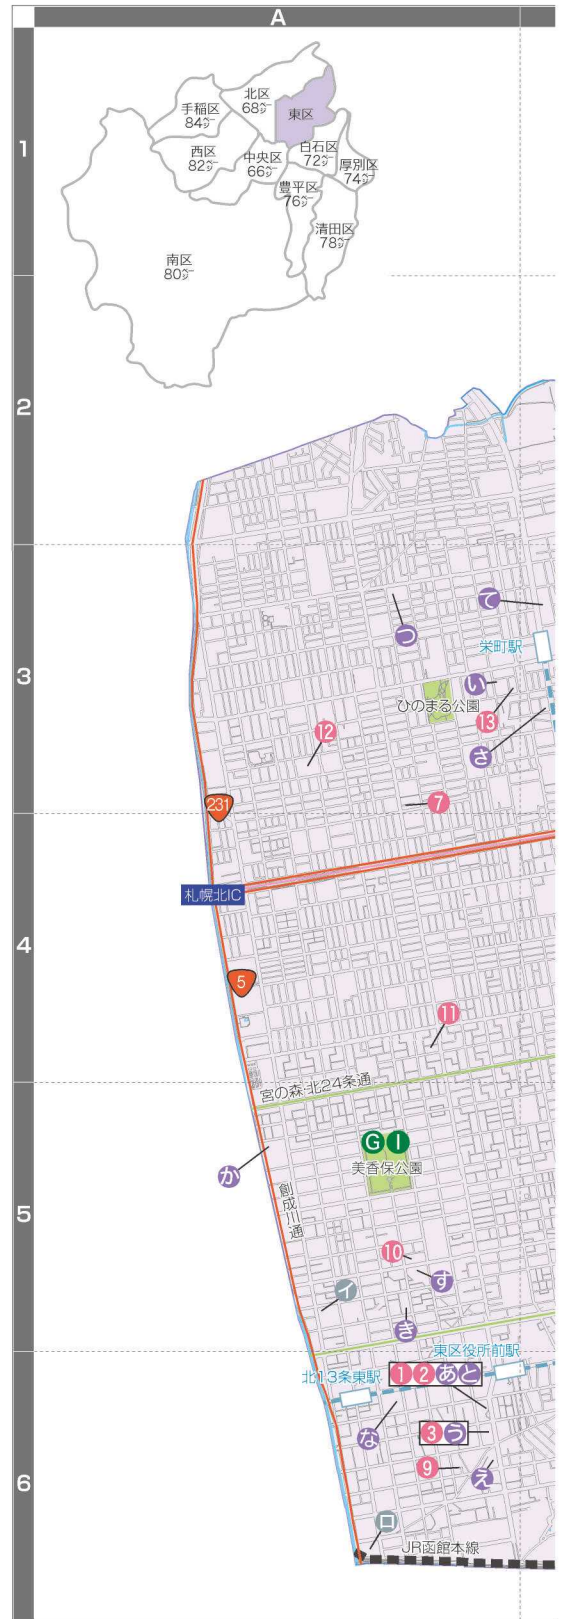 A
1
北区
68ページ
手稲区
84ページ
東区
西区
82ページ
中央区
66ページ
白石区
72ページ
厚別区
74ページ
豊平区
76ページ
清田区
78ページ
南区
80ページ
2
3
て
つ
栄町駅
い
ひのまる公園
13
12
さ
7
231
札幌北IC
4
5
11
宮の森・北24条通
G I
美香保公園
か
創成川通
5
10
す
イ
き
東区役所前駅
北13条東駅
1 2 あ と
な
3 う
9
え
6
ロ
JR函館本線